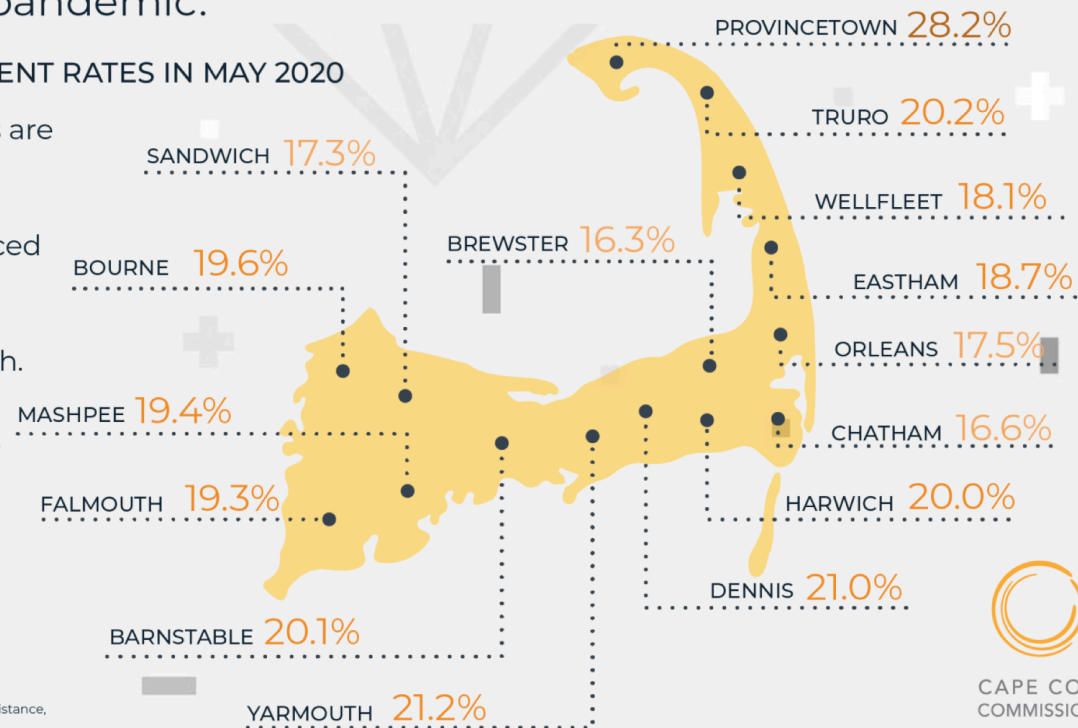 pandemic.
ENT RATES IN MAY 2020
s are
ced
h.
PROVINCETOWN 28.2%
TRURO 20.2%
SANDWICH 17.3%
WELLFLEET 18.1%
BREWSTER 16.3%
BOURNE 19.6%
EASTHAM 18.7%
ORLEANS 17.5%
MASHPEE 19.4%
CHATHAM 16.6%
FALMOUTH 19.3%
HARWICH 20.0%
DENNIS 21.0%
BARNSTABLE 20.1%
YARMOUTH 21.2%
istance,
CAPE CO
COMMISSIO